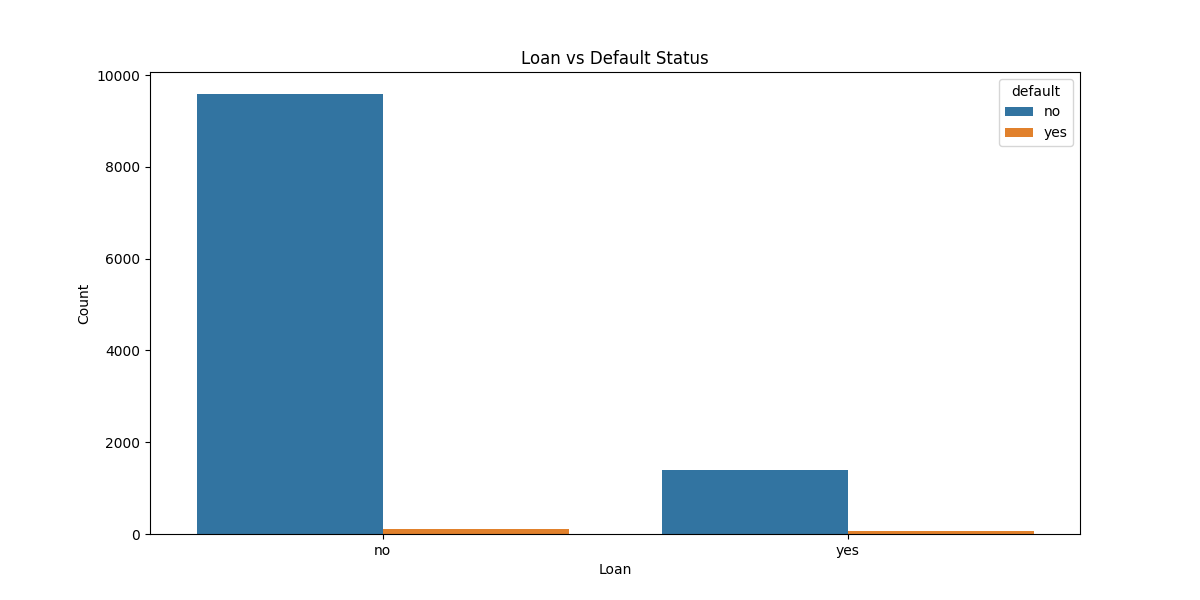 Loan vs Default Status
10000
8000
6000
4000
2000
0
Count
no
yes
Loan
default
no
yes